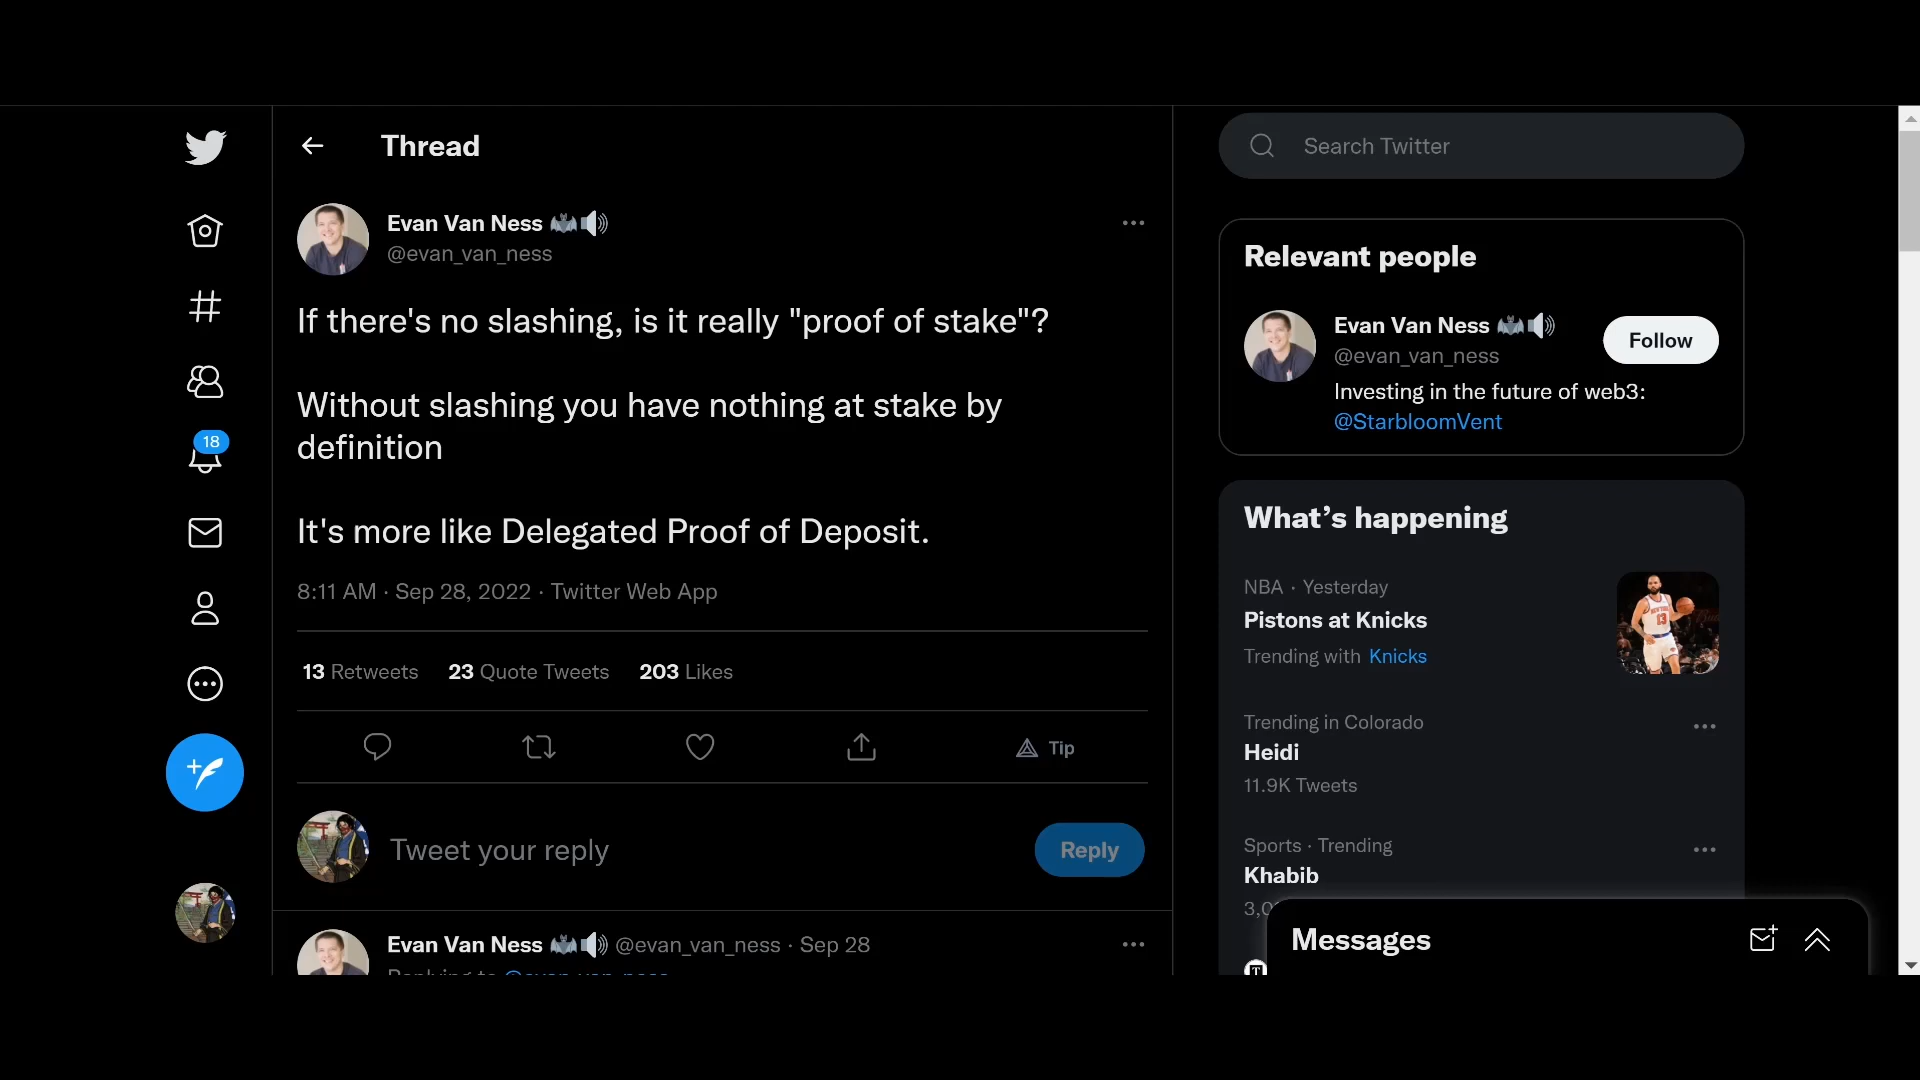 Thread
Evan Van Ness
@evan_van_ness
If there's no slashing, is it really "proof of stake"?
Without slashing you have nothing at stake by
definition
It's more like Delegated Proof of Deposit.
8:11 AM · Sep 28, 2022 · Twitter Web App
13 Retweets 23 Quote Tweets 203 Likes
Tip
Tweet your reply
Reply
Evan Van Ness @evan_van_ness · Sep 28
Replying to @evan_van_ness
18
Search Twitter
Relevant people
Evan Van Ness
@evan_van_ness
Follow
Investing in the future of web3:
@StarbloomVent
What's happening
NBA · Yesterday
Pistons at Knicks
Trending with Knicks
Trending in Colorado
Heidi
11.9K Tweets
Sports · Trending
Khabib
Messages